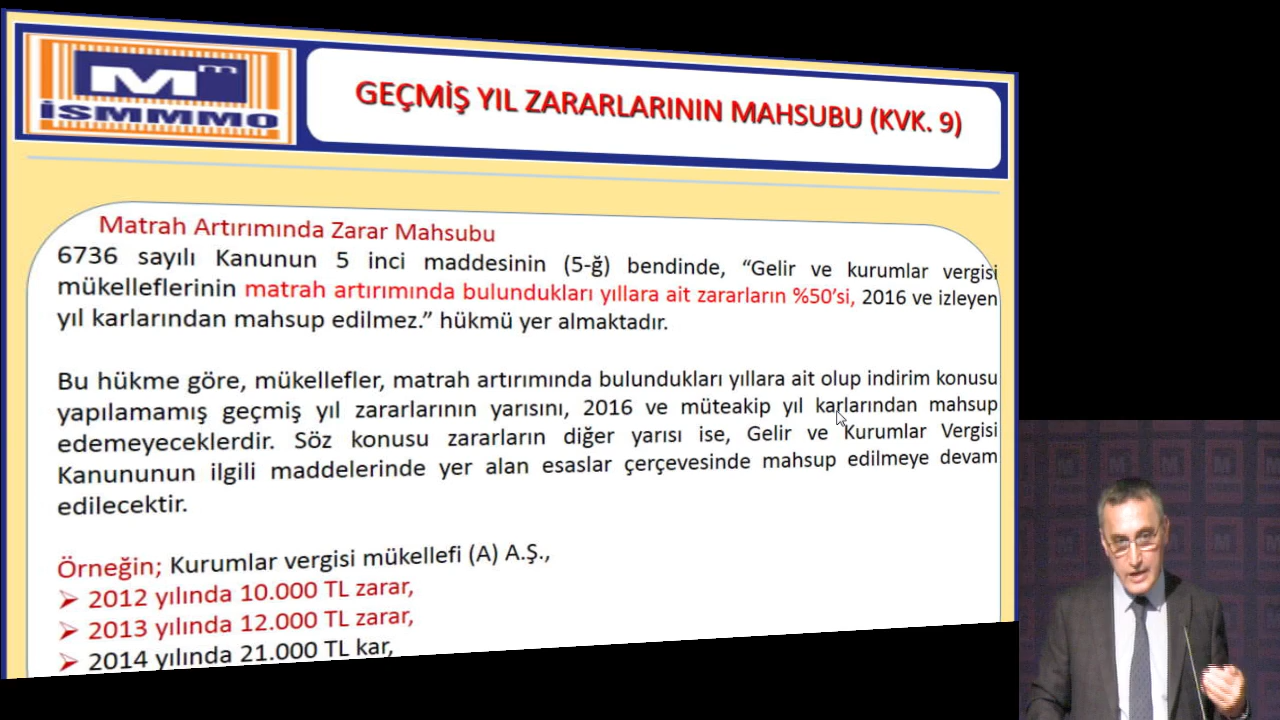 Mm
İSMMMO
GEÇMİŞ YIL ZARARLARININ MAHSUBU (KVK. 9)
Matrah Artırımında Zarar Mahsubu
6736 sayılı Kanunun 5 inci maddesinin (5-ğ) bendinde, “Gelir ve kurumlar vergisi
mükelleflerinin matrah artırımında bulundukları yıllara ait zararların %50’si, 2016 ve izleyen
yıl karlarından mahsup edilmez.” hükmü yer almaktadır.
Bu hükme göre, mükellefler, matrah artırımında bulundukları yıllara ait olup indirim konusu
yapılamamış geçmiş yıl zararlarının yarısını, 2016 ve müteakip yıl karlarından mahsup
edemeyeceklerdir. Söz konusu zararların diğer yarısı ise, Gelir ve Kurumlar Vergisi
Kanununun ilgili maddelerinde yer alan esaslar çerçevesinde mahsup edilmeye devam
edilecektir.
Örneğin; Kurumlar vergisi mükellefi (A) A.Ş.,
➢ 2012 yılında 10.000 TL zarar,
➢ 2013 yılında 12.000 TL zarar,
➢ 2014 yılında 21.000 TL kar,